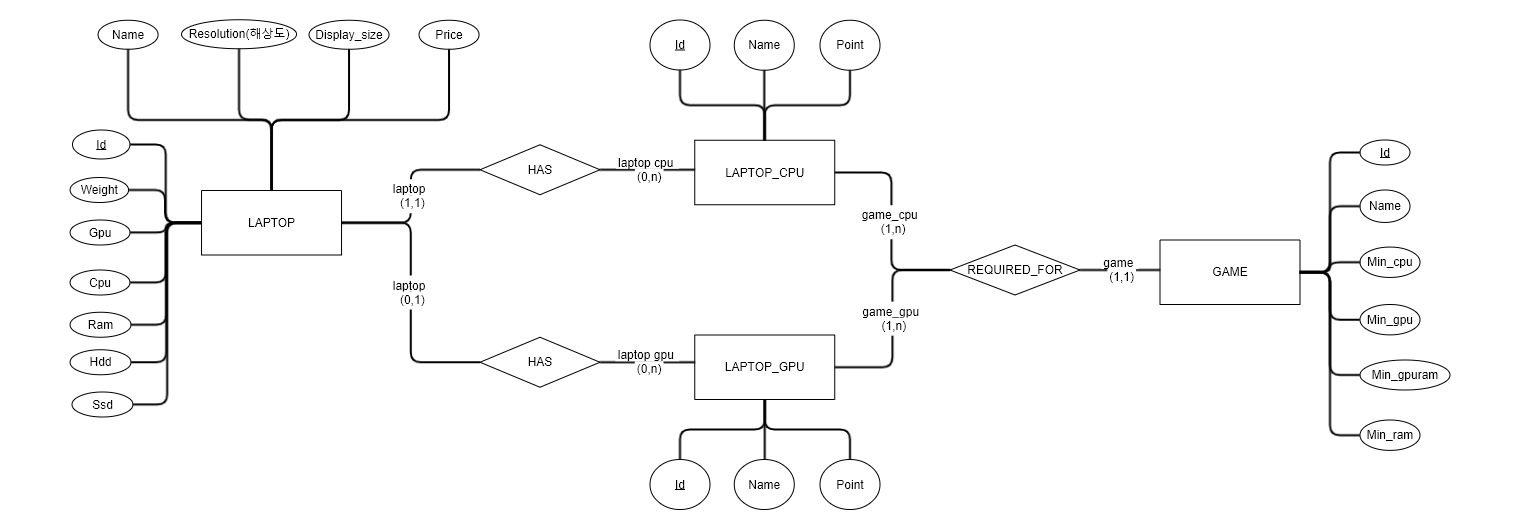 Name
Resolution(해상도)
Display_size
Price
Id
Name
Point
Id
Weight
Gpu
Cpu
Ram
Hdd
Ssd
LAPTOP
laptop
(1,1)
HAS
laptop cpu
(0,n)
LAPTOP_CPU
laptop
(0,1)
HAS
laptop gpu
(0,n)
LAPTOP_GPU
Id
Name
Point
game_cpu
(1,n)
game_gpu
(1,n)
REQUIRED_FOR
game
(1,1)
GAME
Id
Name
Min_cpu
Min_gpu
Min_gpuram
Min_ram